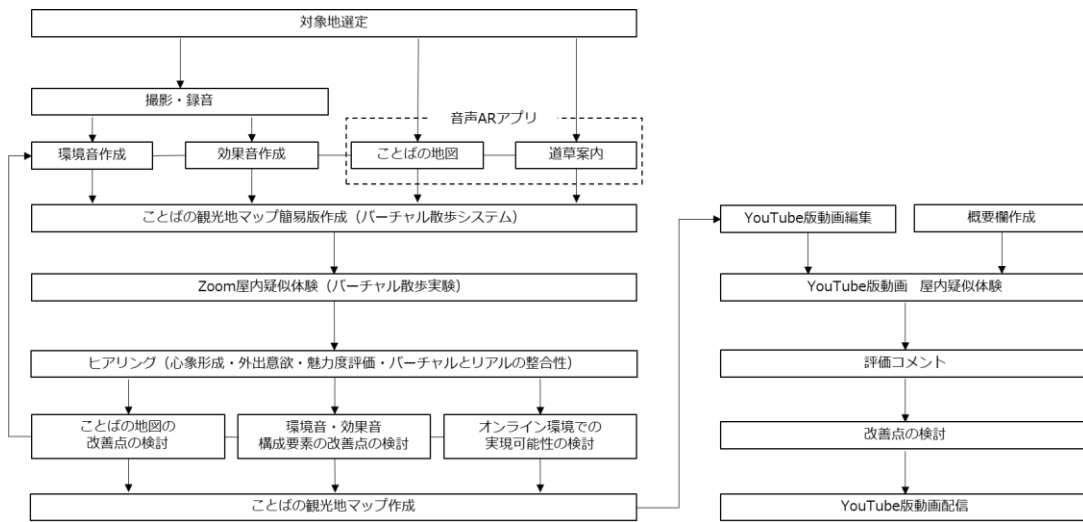 対象地選定
撮影・録音
音声ARアプリ
環境音作成
効果音作成
ことばの地図
道草案内
ことばの観光地マップ簡易版作成（バーチャル散歩システム）
YouTube版動画編集
概要欄作成
Zoom屋内疑似体験（バーチャル散歩実験）
YouTube版動画　屋内疑似体験
ヒアリング（心象形成・外出意欲・魅力度評価・バーチャルとリアルの整合性）
評価コメント
ことばの地図の
改善点の検討
環境音・効果音
構成要素の改善点の検討
オンライン環境での
実現可能性の検討
改善点の検討
ことばの観光地マップ作成
YouTube版動画配信